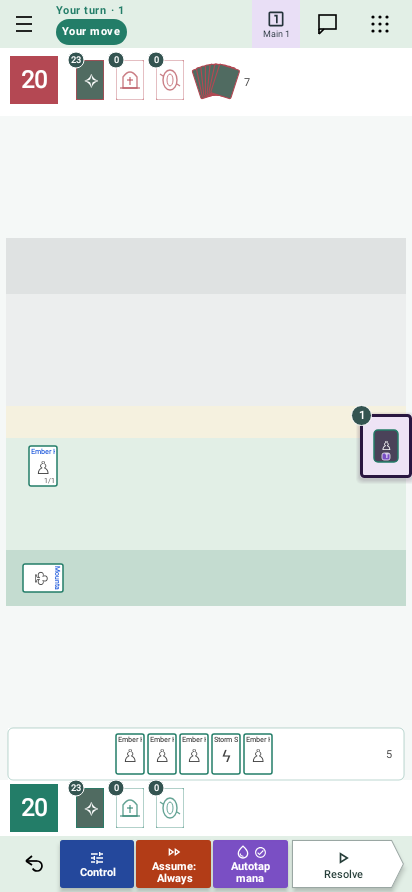 Your turn · 1
Your move
1
Main 1
20
23
0
0
7
1
Ember
1/1
1
Mounta
Ember
Ember
Ember
Storm S
Ember
5
20
23
0
0
Control
Assume:
Always
Autotap
mana
Resolve